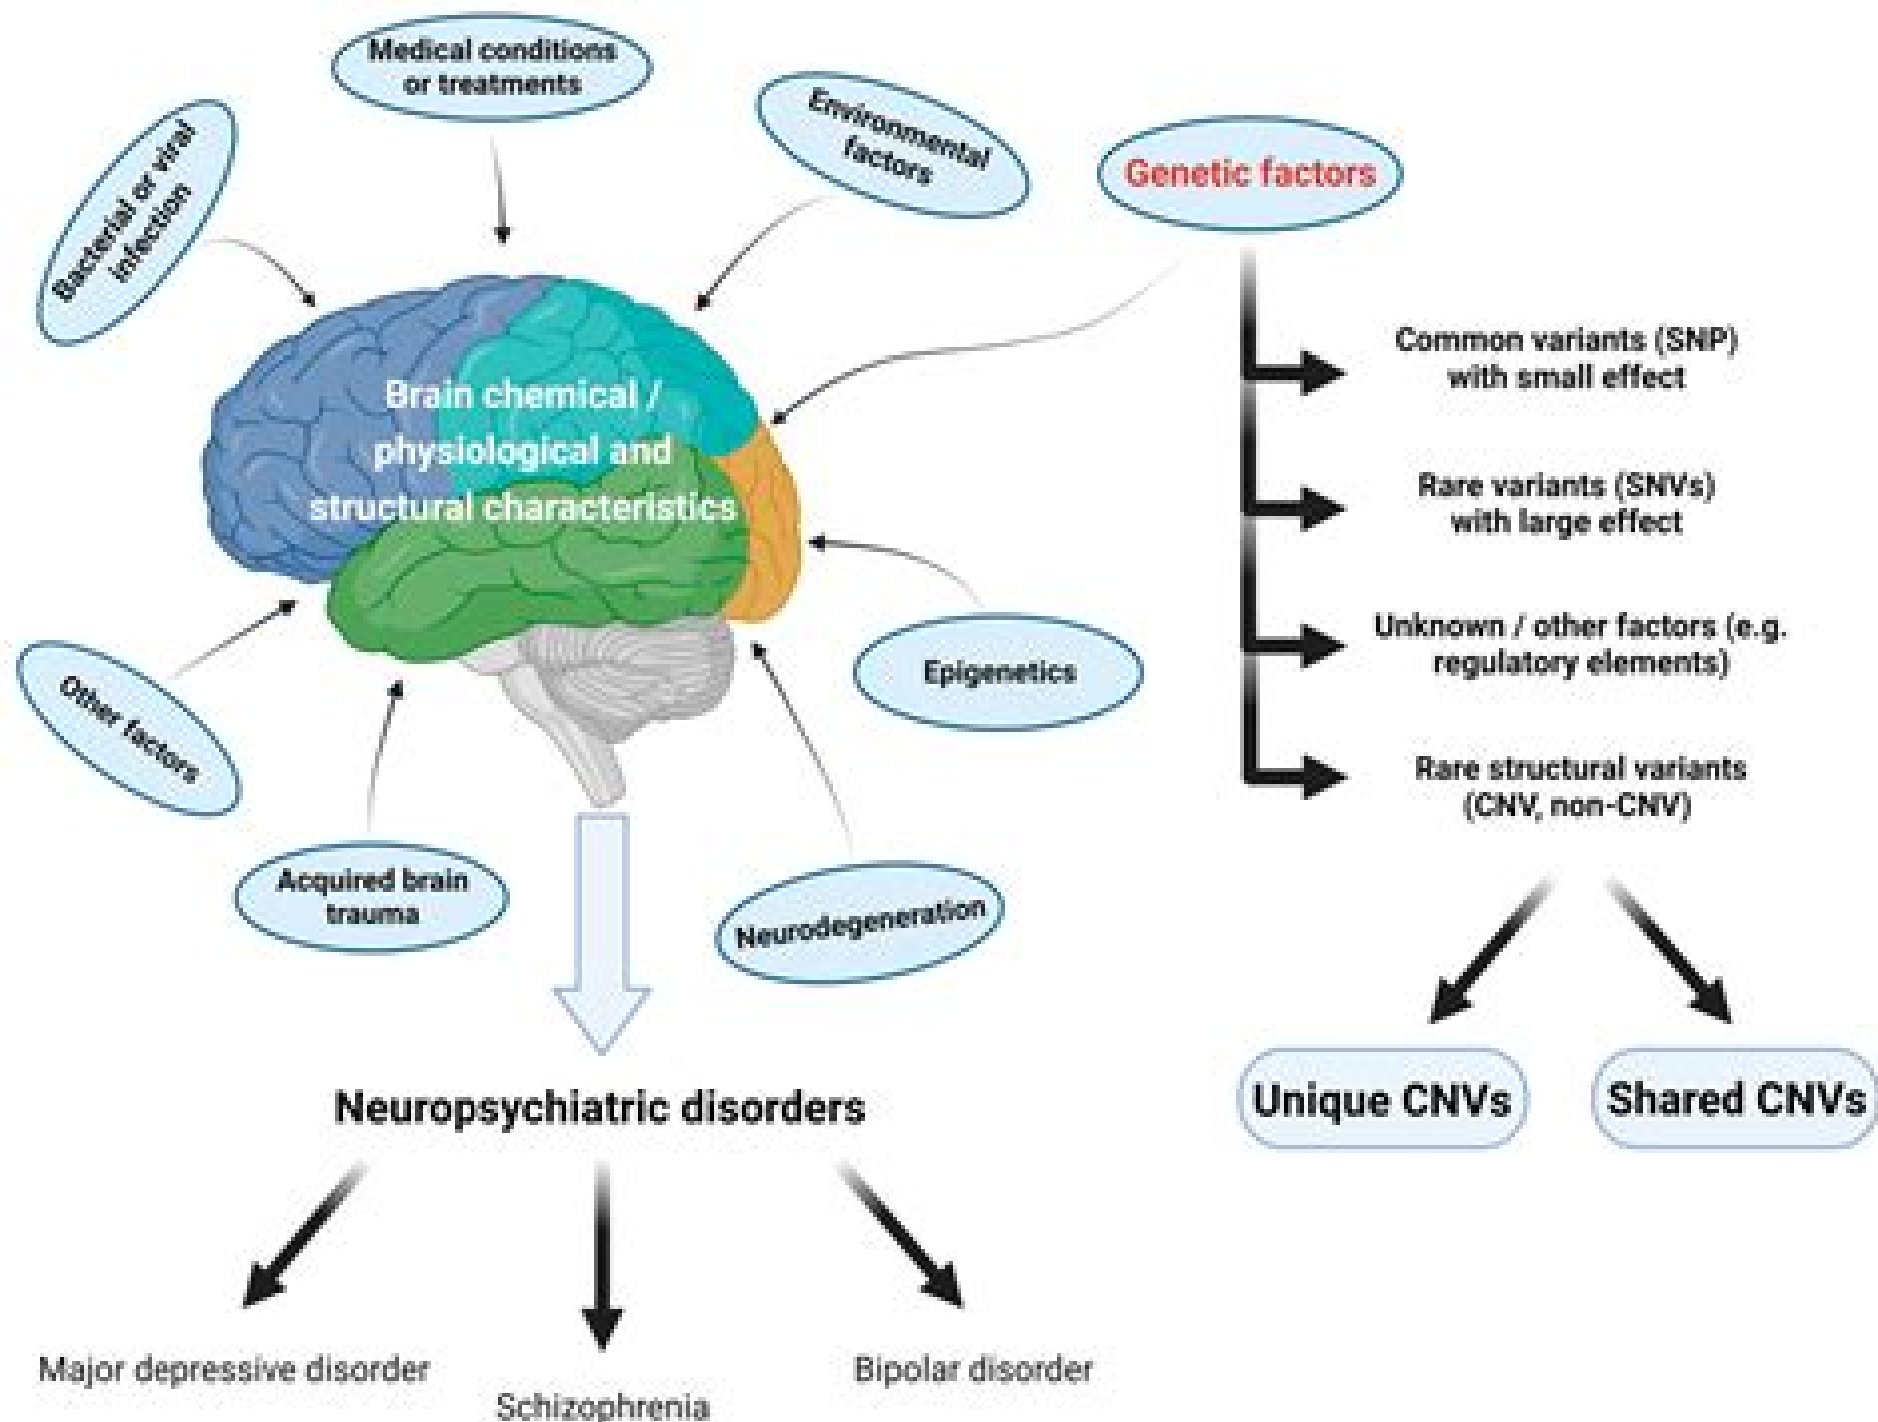 Medical conditions
or treatments
Environmental
factors
Bacterial or viral
infection
Genetic factors
Common variants (SNP)
with small effect
Brain chemical /
physiological and
structural characteristics
Rare variants (SNVs)
with large effect
Unknown / other factors (e.g.
regulatory elements)
Epigenetics
Other factors
Rare structural variants
(CNV, non-CNV)
Acquired brain
trauma
Neurodegeneration
Unique CNVs
Shared CNVs
Neuropsychiatric disorders
Major depressive disorder
Schizophrenia
Bipolar disorder